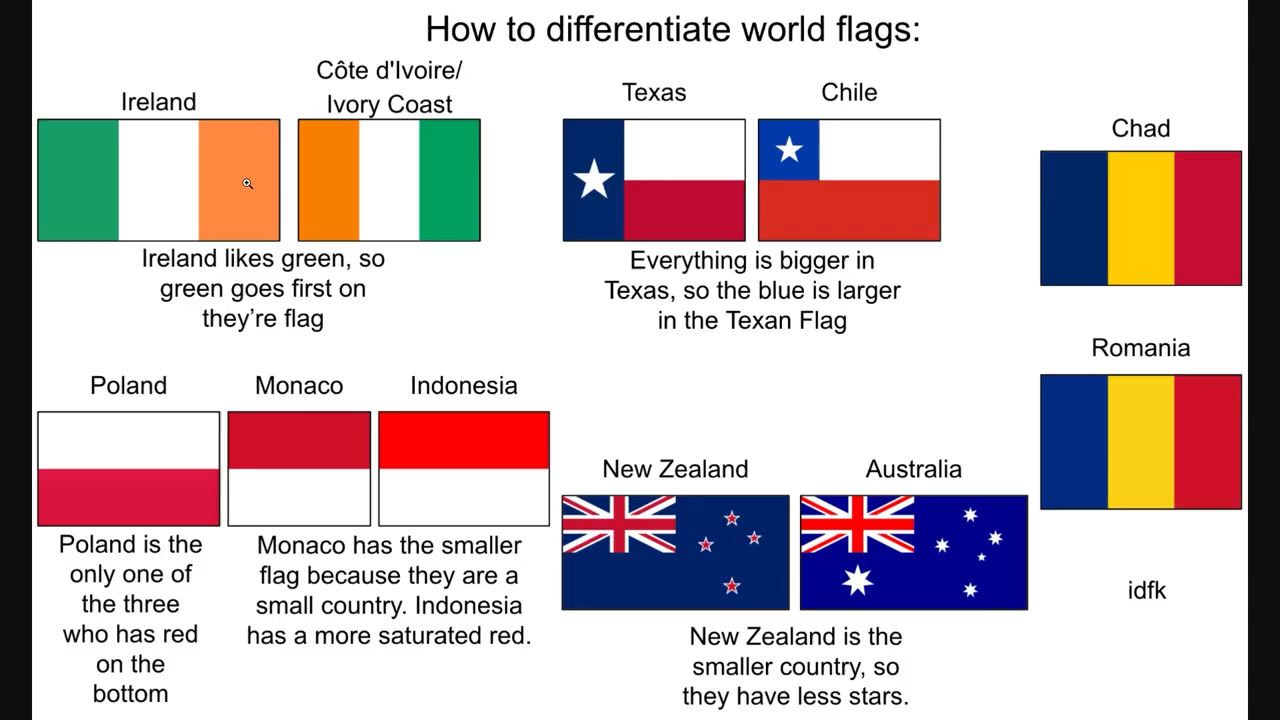 How to differentiate world flags:
Ireland
Côte d'Ivoire/
Ivory Coast
Ireland likes green, so
green goes first on
they’re flag
Texas
Chile
Everything is bigger in
Texas, so the blue is larger
in the Texan Flag
Chad
Romania
idfk
Poland
Monaco
Indonesia
Poland is the
only one of
the three
who has red
on the
bottom
Monaco has the smaller
flag because they are a
small country. Indonesia
has a more saturated red.
New Zealand
Australia
New Zealand is the
smaller country, so
they have less stars.